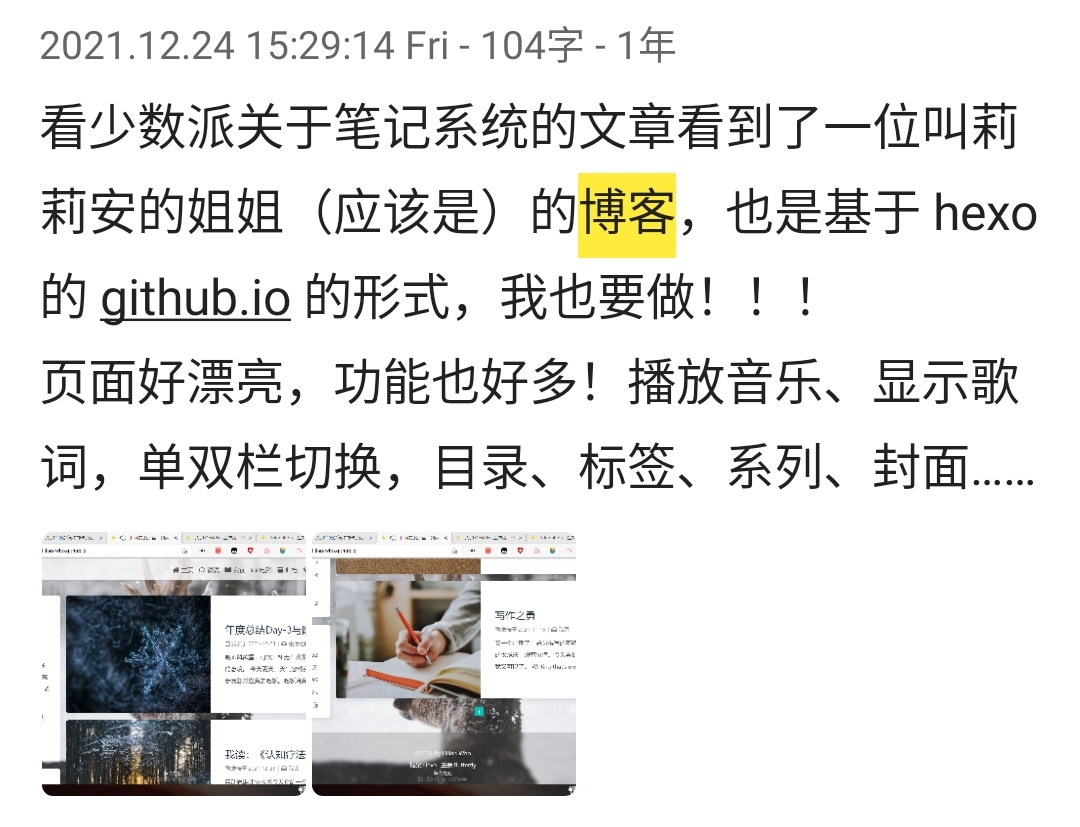 2021.12.24 15:29:14 Fri - 104字 - 1年
看少数派关于笔记系统的文章看到了一位叫莉
莉安的姐姐（应该是）的博客，也是基于 hexo
的 github.io 的形式，我也要做！！！
页面好漂亮，功能也好多！播放音乐、显示歌
词，单双栏切换，目录、标签、系列、封面……
年度总结Day-3与
我读：《认知疗法
写作之勇